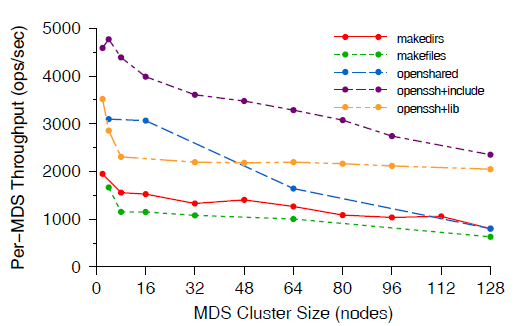 5000
4000
3000
2000
1000
0
Per-MDS Throughput (ops/sec)
makedirs
makefiles
openshared
openssh+include
openssh+lib
0 16 32 48 64 80 96 112 128
MDS Cluster Size (nodes)